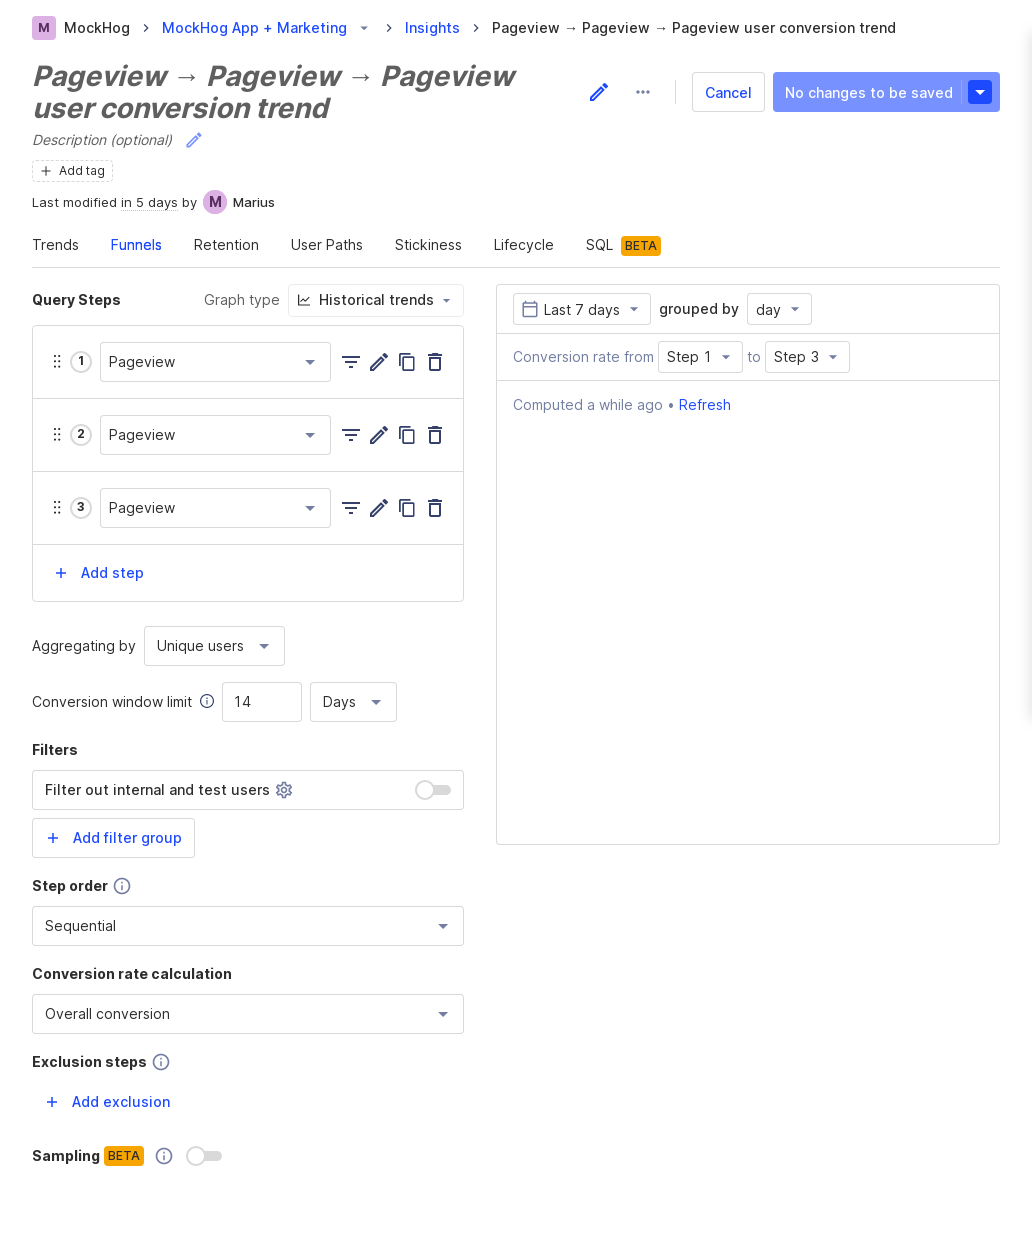 M MockHog MockHog App + Marketing Insights Pageview → Pageview → Pageview user conversion trend
Pageview → Pageview → Pageview
user conversion trend
Cancel
No changes to be saved
Description (optional)
Add tag
Last modified in 5 days by M Marius
Trends Funnels Retention User Paths Stickiness Lifecycle SQL BETA
Query Steps Graph type Historical trends
1 Pageview
2 Pageview
3 Pageview
Add step
Aggregating by Unique users
Conversion window limit 14 Days
Filters
Filter out internal and test users
Add filter group
Step order
Sequential
Conversion rate calculation
Overall conversion
Exclusion steps
Add exclusion
Sampling BETA
Last 7 days grouped by day
Conversion rate from Step 1 to Step 3
Computed a while ago • Refresh